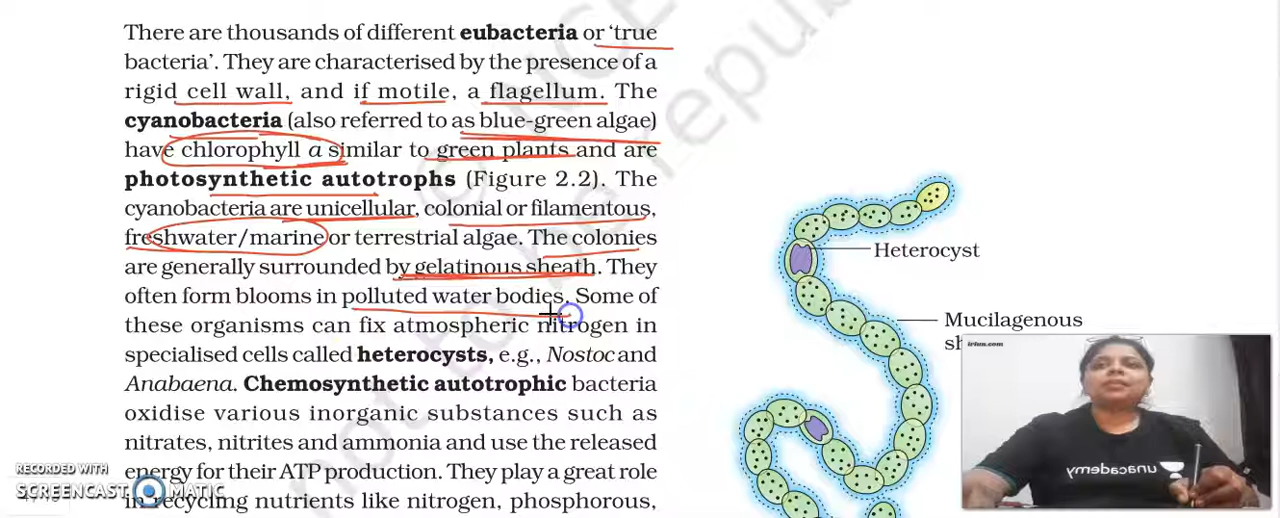 There are thousands of different eubacteria or ‘true
bacteria’. They are characterised by the presence of a
rigid cell wall, and if motile, a flagellum. The
cyanobacteria (also referred to as blue-green algae)
have chlorophyll a similar to green plants and are
photosynthetic autotrophs (Figure 2.2). The
cyanobacteria are unicellular, colonial or filamentous,
freshwater/marine or terrestrial algae. The colonies
are generally surrounded by gelatinous sheath. They
often form blooms in polluted water bodies. Some of
these organisms can fix atmospheric nitrogen in
specialised cells called heterocysts, e.g., Nostoc and
Anabaena. Chemosynthetic autotrophic bacteria
oxidise various inorganic substances such as
nitrates, nitrites and ammonia and use the released
energy for their ATP production. They play a great role
in recycling nutrients like nitrogen, phosphorous,
Heterocyst
Mucilagenous
unacademy
RECORDED WITH
SCREENCAST MATIC